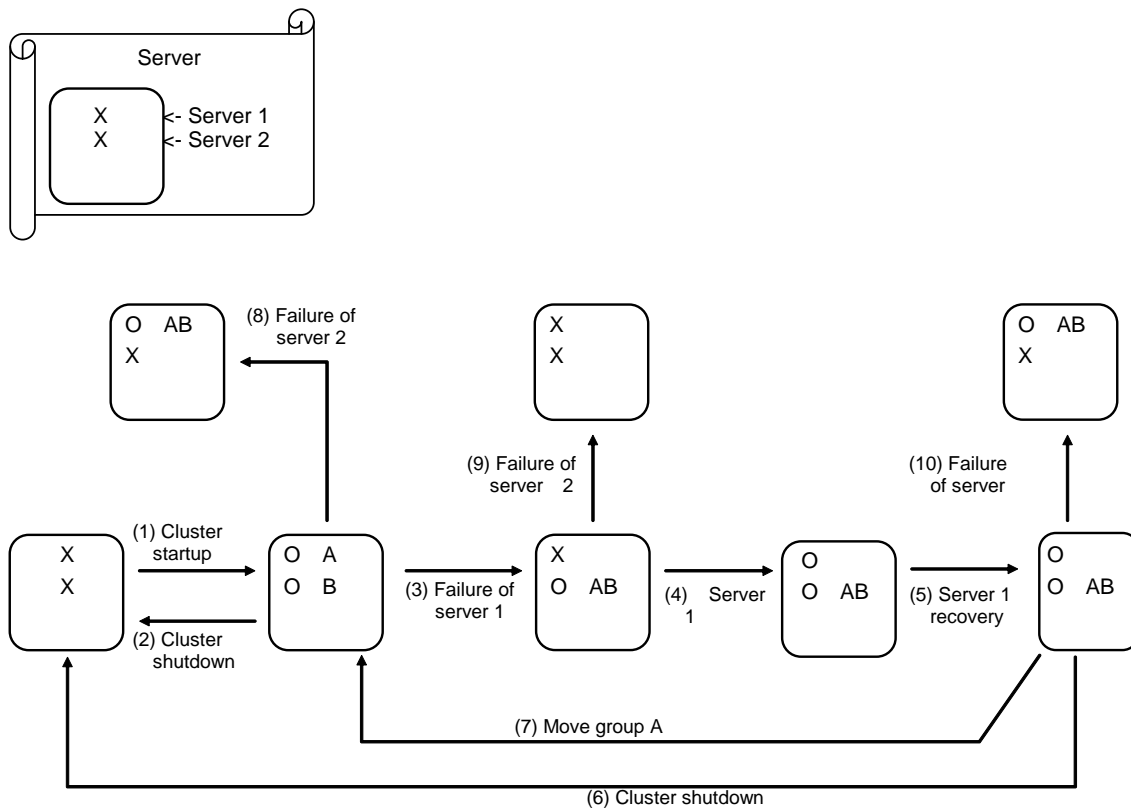 Server
X <- Server 1
X <- Server 2
O AB
X
(8) Failure of
server 2
X
X
O AB
X
(9) Failure of
server 2
(10) Failure
of server
X
X
(1) Cluster
startup
(2) Cluster
shutdown
O A
O B
(3) Failure of
server 1
X
O AB
(4) Server
1
O
O AB
(5) Server 1
recovery
O
O AB
(7) Move group A
(6) Cluster shutdown